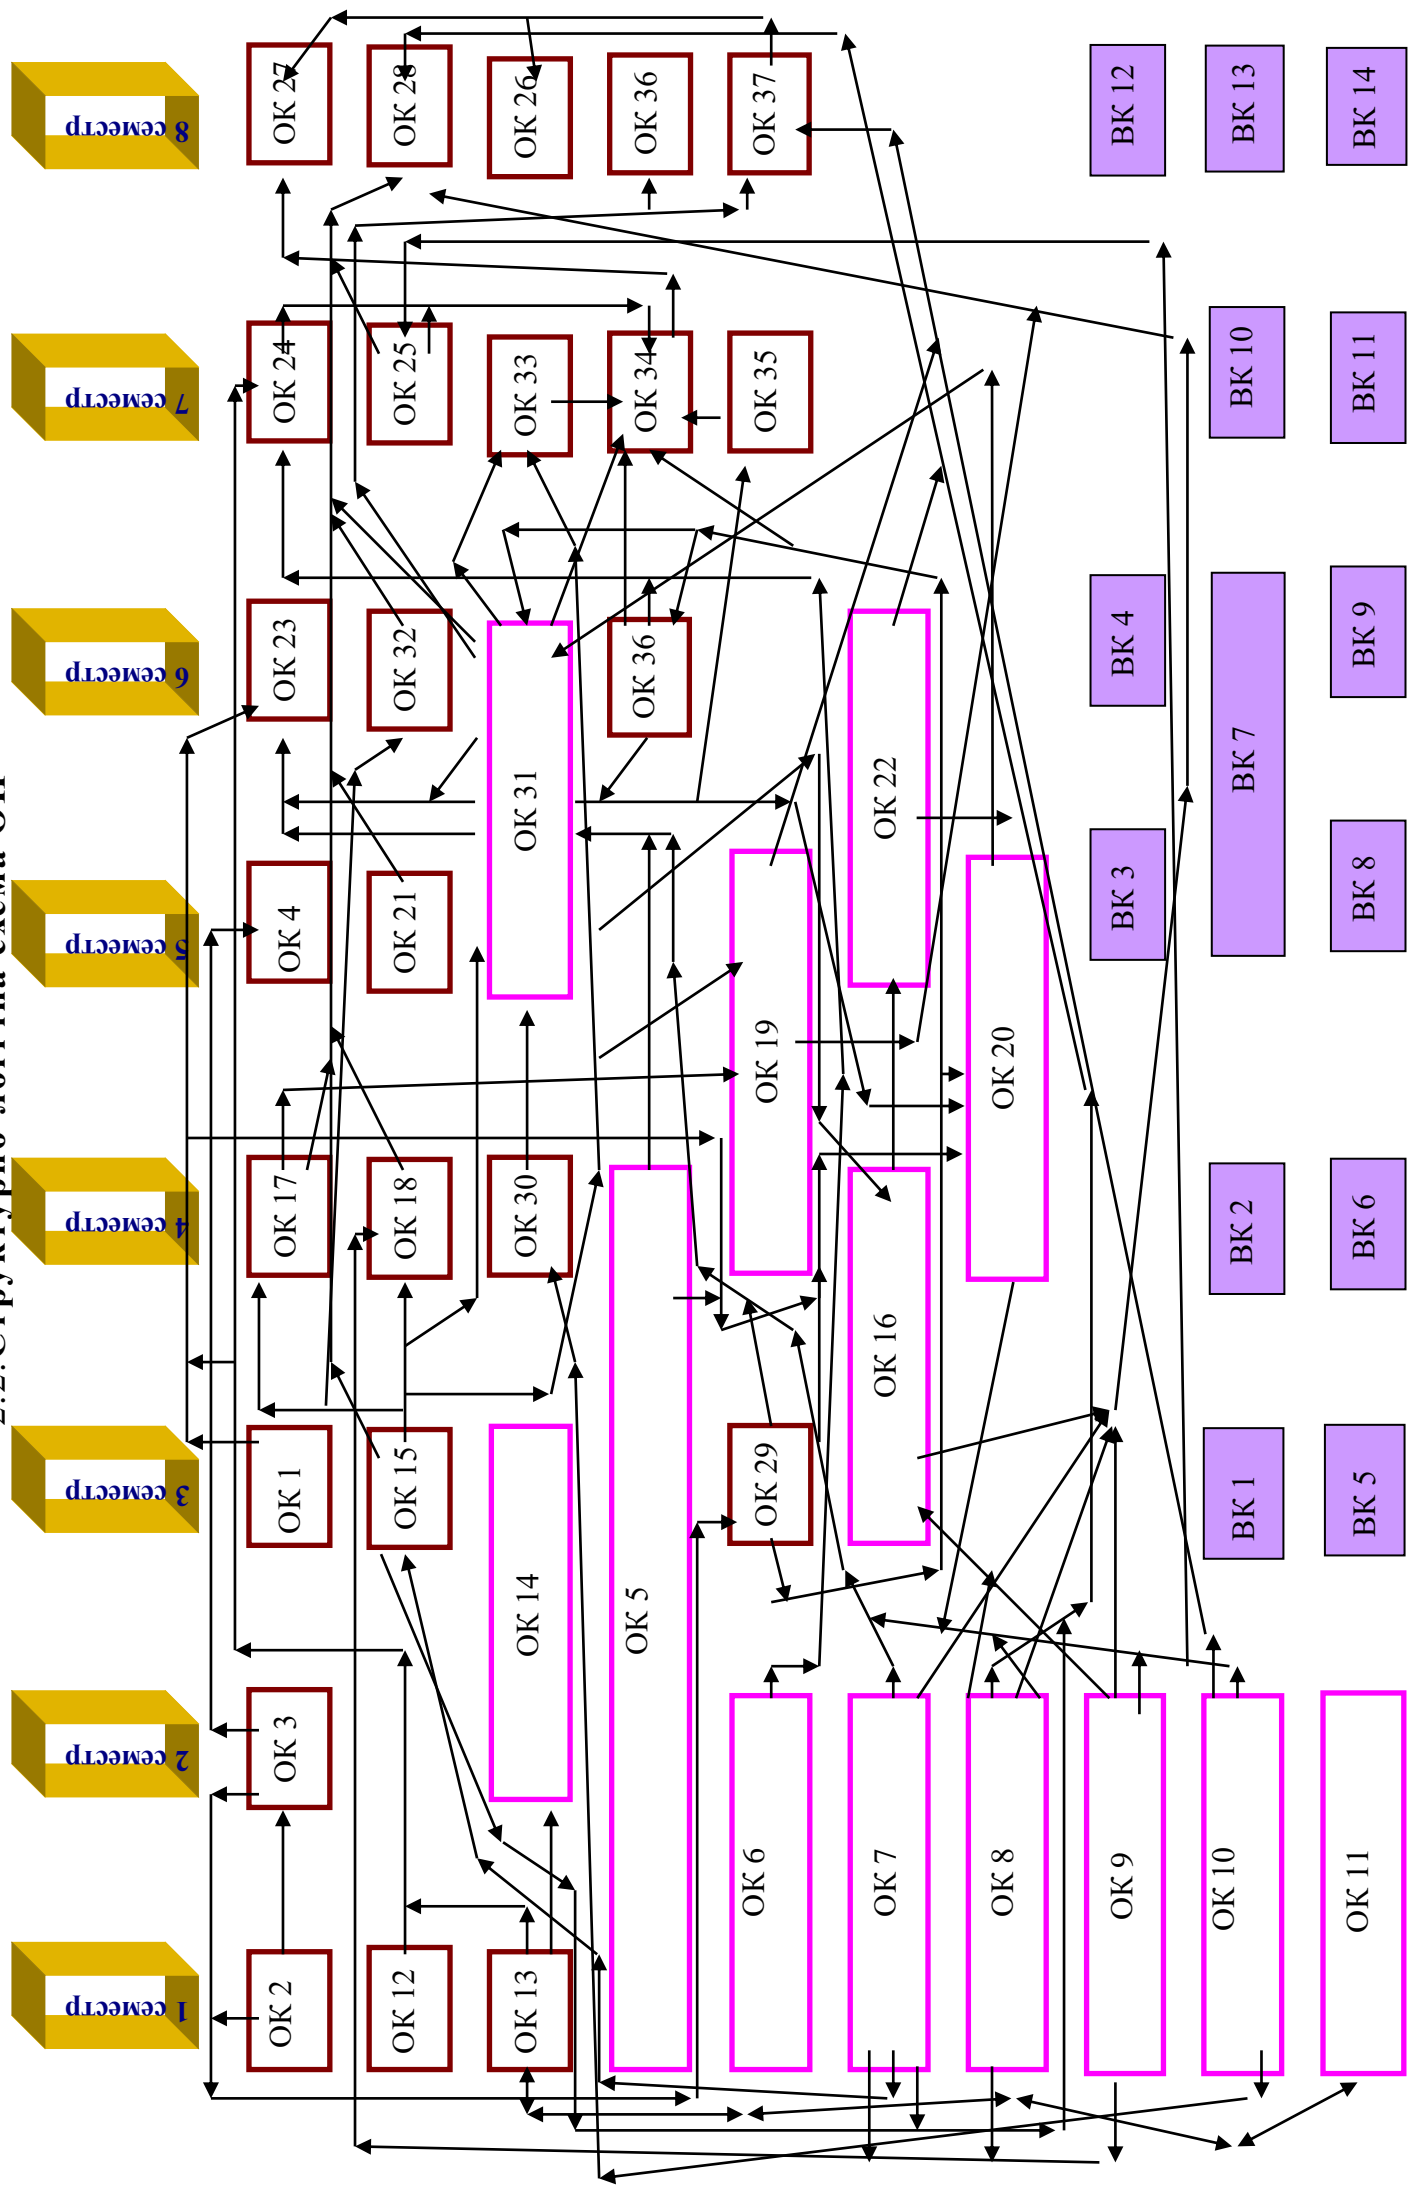 2.2.Структурно-логічна схема ОП
1 семестр
2 семестр
3 семестр
4 семестр
5 семестр
6 семестр
7 семестр
8 семестр
ОК 2
ОК 3
ОК 1
ОК 17
ОК 4
ОК 23
ОК 24
ОК 27
ОК 12
ОК 15
ОК 18
ОК 21
ОК 32
ОК 25
ОК 28
ОК 13
ОК 14
ОК 30
ОК 31
ОК 33
ОК 26
ОК 5
ОК 36
ОК 34
ОК 36
ОК 6
ОК 29
ОК 19
ОК 35
ОК 37
ОК 7
ОК 16
ОК 22
ОК 8
ОК 20
ОК 9
ВК 3
ВК 4
ВК 12
ОК 10
ВК 1
ВК 2
ВК 7
ВК 10
ВК 13
ОК 11
ВК 5
ВК 6
ВК 8
ВК 9
ВК 11
ВК 14